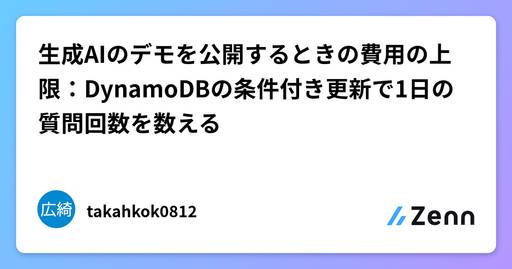 生成AIのデモを公開するときの費用の上
限：DynamoDBの条件付き更新で1日の
質問回数を数える
広綺
takahkok0812
Zenn